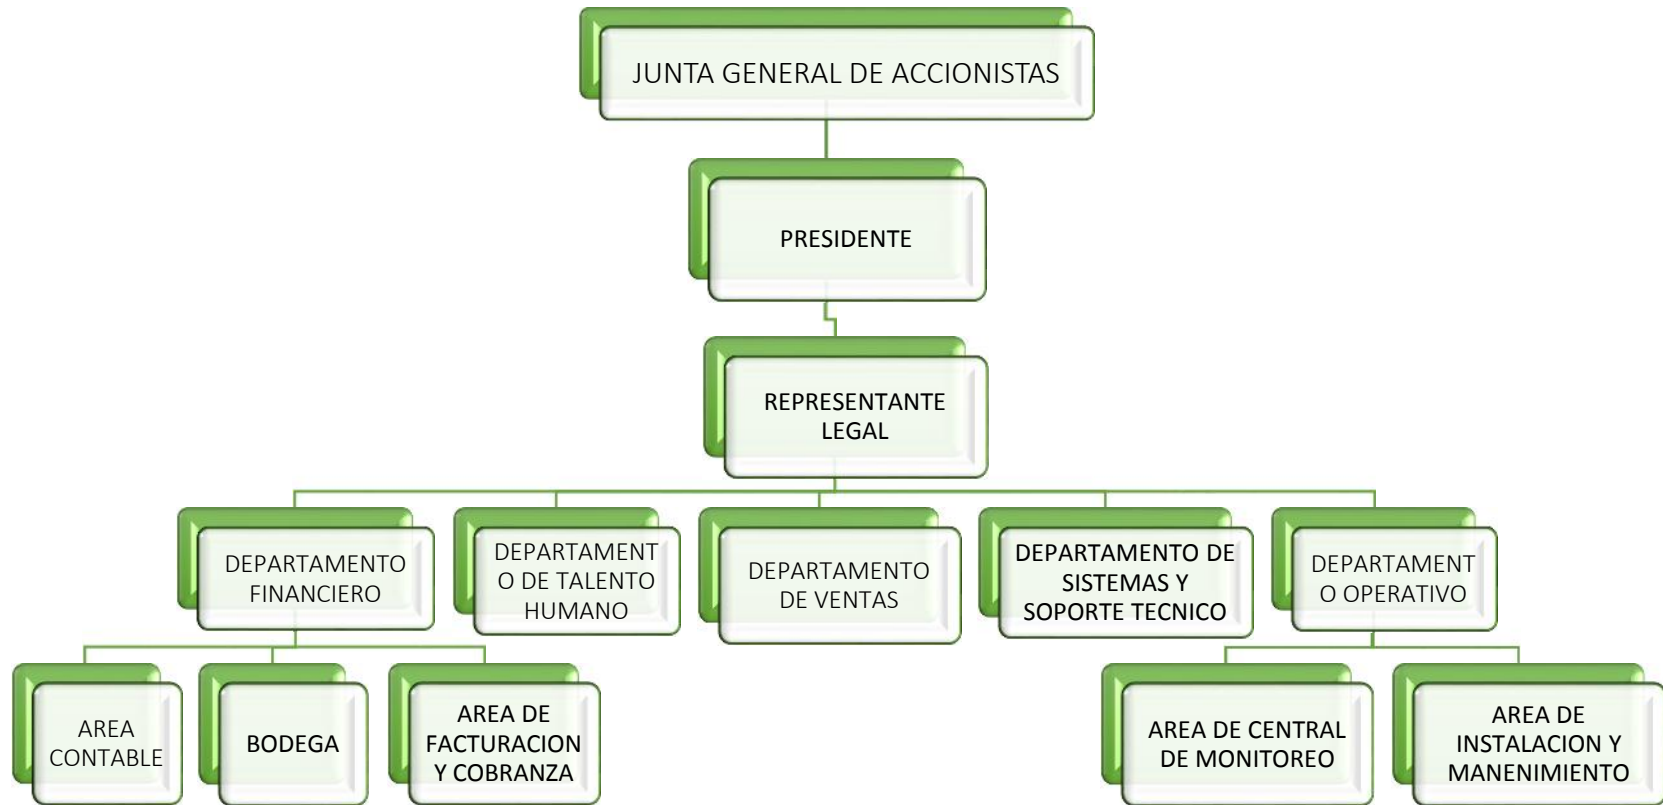 JUNTA GENERAL DE ACCIONISTAS
PRESIDENTE
REPRESENTANTE
LEGAL
DEPARTAMENTO
FINANCIERO
DEPARTAMENT
O DE TALENTO
HUMANO
DEPARTAMENTO
DE VENTAS
DEPARTAMENTO DE
SISTEMAS Y
SOPORTE TECNICO
DEPARTAMENT
O OPERATIVO
AREA
CONTABLE
BODEGA
AREA DE
FACTURACION
Y COBRANZA
AREA DE CENTRAL
DE MONITOREO
AREA DE
INSTALACION Y
MANENIMIENTO